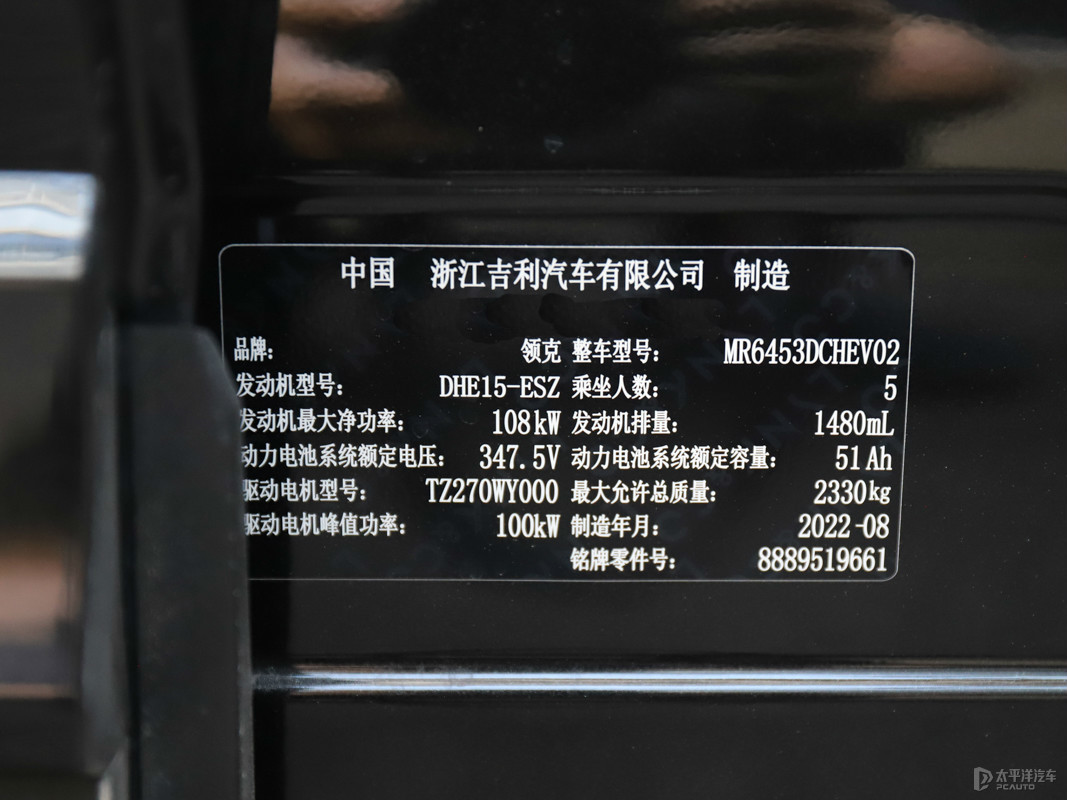 中国 浙江吉利汽车有限公司 制造
品牌: 领克 整车型号: MR6453DCHEV02
发动机型号: DHE15-ESZ 乘坐人数: 5
发动机最大净功率: 108kW 发动机排量: 1480mL
动力电池系统额定电压: 347.5V 动力电池系统额定容量: 51Ah
驱动电机型号: TZ270WY000 最大允许总质量: 2330kg
驱动电机峰值功率: 100kW 制造年月: 2022-08
铭牌零件号: 8889519661
太平洋汽车
PCAUTO